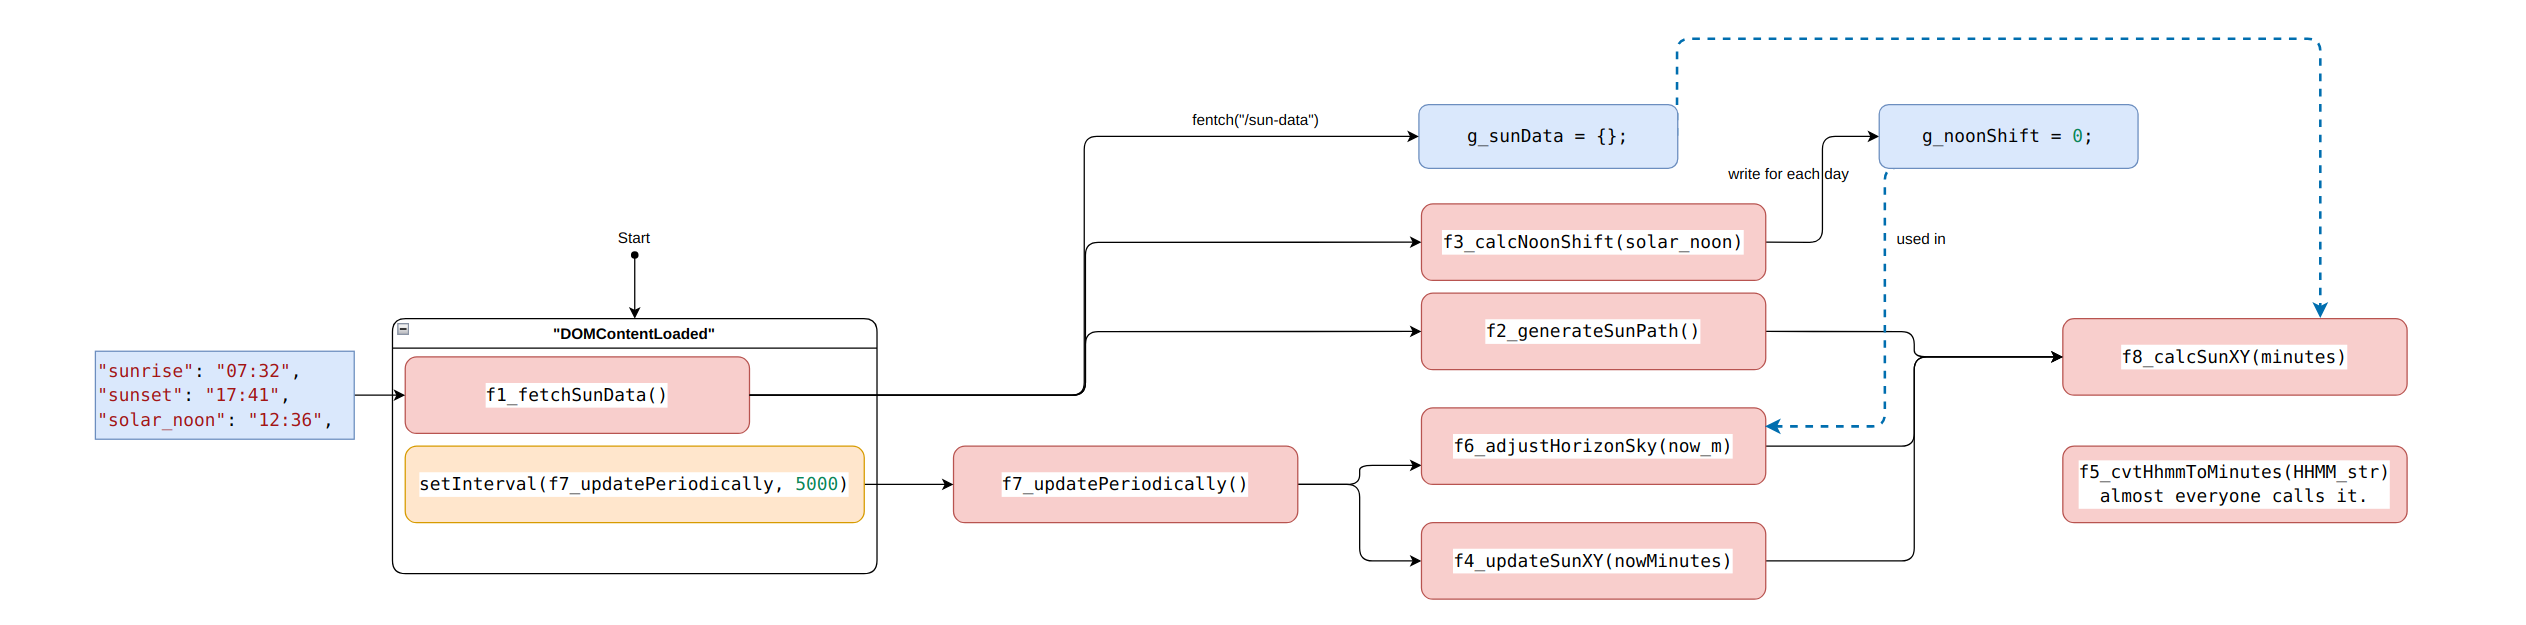 fentch("/sun-data")
g_sunData = {};
g_noonShift = 0;
write for each day
f3_calcNoonShift(solar_noon)
used in
Start
"DOMContentLoaded"
f2_generateSunPath()
f8_calcSunXY(minutes)
"sunrise": "07:32",
"sunset": "17:41",
"solar_noon": "12:36",
f1_fetchSunData()
f6_adjustHorizonSky(now_m)
setInterval(f7_updatePeriodically, 5000)
f7_updatePeriodically()
f5_cvtHhmmToMinutes(HHMM_str)
almost everyone calls it.
f4_updateSunXY(nowMinutes)